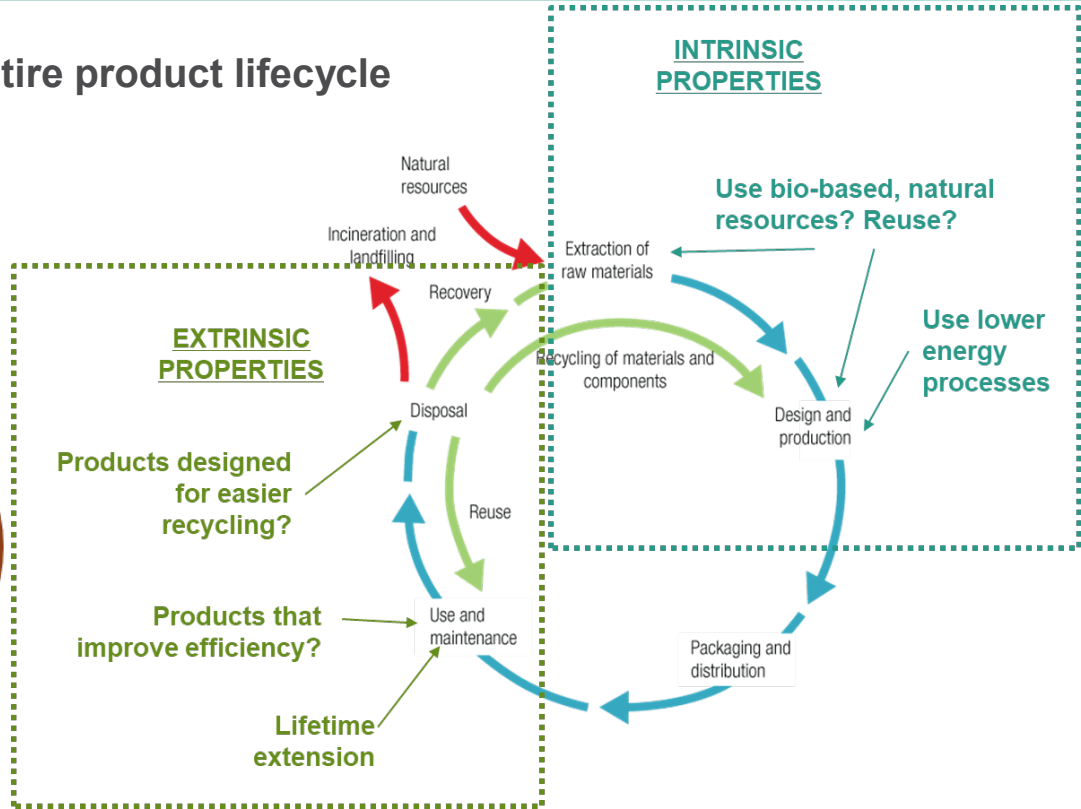 tire product lifecycle
INTRINSIC
PROPERTIES
Natural
resources
Use bio-based, natural
resources? Reuse?
Incineration and
landfilling
Extraction of
raw materials
Recovery
EXTRINSIC
PROPERTIES
Use lower
energy
processes
Recycling of materials and
components
Disposal
Design and
production
Products designed
for easier
recycling?
Reuse
Products that
improve efficiency?
Use and
maintenance
Packaging and
distribution
Lifetime
extension